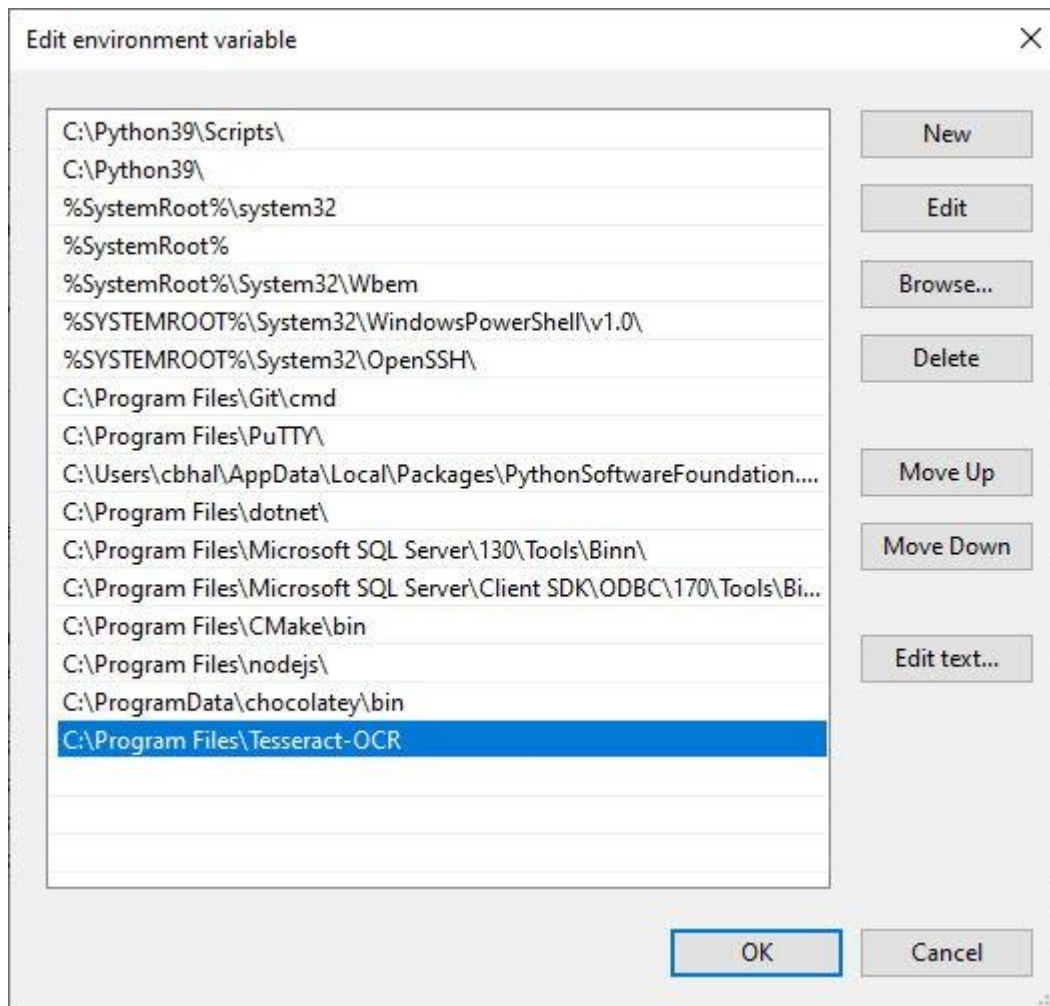 Edit environment variable
C:\Python39\Scripts\
New
C:\Python39\
%SystemRoot%\system32
Edit
%SystemRoot%
%SystemRoot%\System32\Wbem
Browse...
%SYSTEMROOT%\System32\WindowsPowerShell\v1.0\
%SYSTEMROOT%\System32\OpenSSH\
Delete
C:\Program Files\Git\cmd
C:\Program Files\PuTTY\
C:\Users\cbhal\AppData\Local\Packages\PythonSoftwareFoundation....
Move Up
C:\Program Files\dotnet\
C:\Program Files\Microsoft SQL Server\130\Tools\Binn\
Move Down
C:\Program Files\Microsoft SQL Server\Client SDK\ODBC\170\Tools\Bi...
C:\Program Files\CMake\bin
C:\Program Files\nodejs\
Edit text...
C:\ProgramData\chocolatey\bin
C:\Program Files\Tesseract-OCR
OK
Cancel